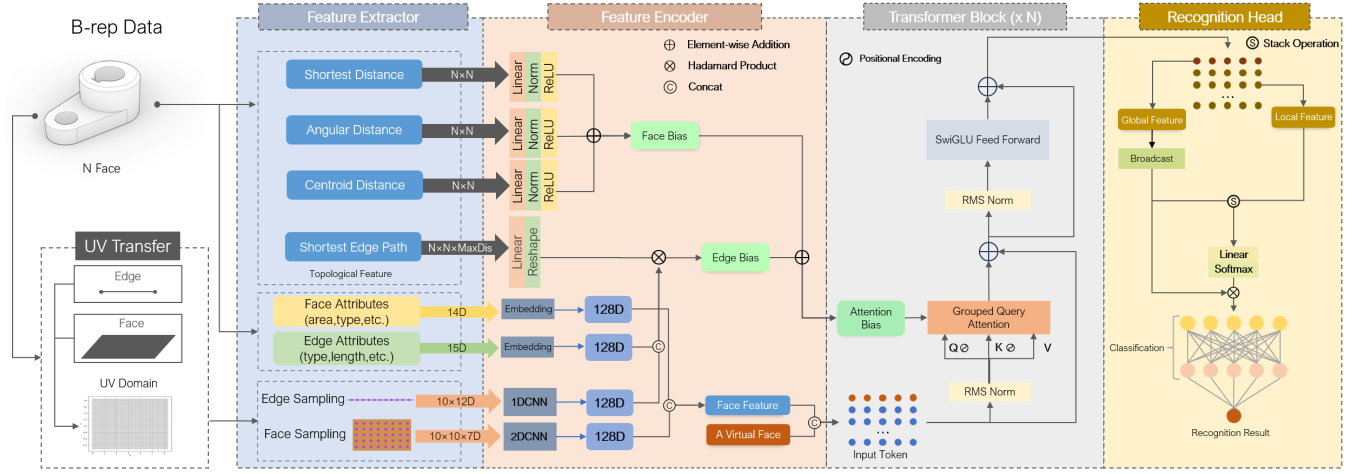 B-rep Data
N Face
UV Transfer
Edge
Face
UV Domain
Feature Extractor
Shortest Distance
N×N
Angular Distance
N×N
Centroid Distance
N×N
Shortest Edge Path
N×N×MaxDis
Topological Feature
Face Attributes
(area,type,etc.)
14D
Edge Attributes
(type,length,etc.)
15D
Edge Sampling
10×12D
Face Sampling
10×10×7D
Feature Encoder
Element-wise Addition
Hadamard Product
C Concat
Linear
Norm
ReLU
Linear
Norm
ReLU
Linear
Norm
ReLU
Linear
Reshape
Face Bias
Edge Bias
Embedding
128D
Embedding
128D
C
1DCNN
128D
2DCNN
128D
C
Face Feature
A Virtual Face
C
Transformer Block (x N)
Positional Encoding
SwiGLU Feed Forward
RMS Norm
Attention
Bias
Grouped Query
Attention
Q
K
V
RMS Norm
...
Input Token
Recognition Head
S Stack Operation
...
Global Feature
Local Feature
Broadcast
S
Linear
Softmax
Classification
Recognition Result